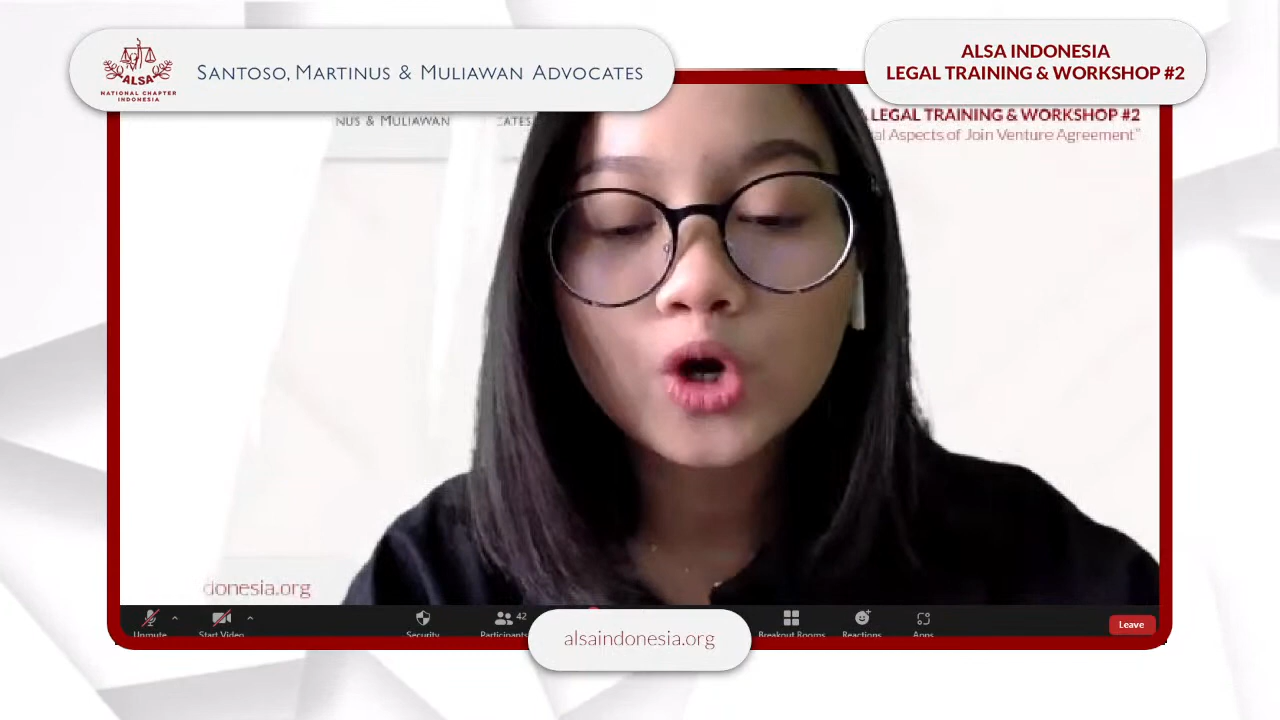 ALSA
NATIONAL CHAPTER
INDONESIA
SANTOSO, MARTINUS & MULIAWAN ADVOCATES
ALSA INDONESIA
LEGAL TRAINING & WORKSHOP #2
NUS & MULIAWAN
CATES
LEGAL TRAINING & WORKSHOP #2
al Aspects of Join Venture Agreement"
donesia.org
Unmute
Start Video
Security
Participants
42
Breakout Rooms
Reactions
Apps
Leave
alsaindonesia.org